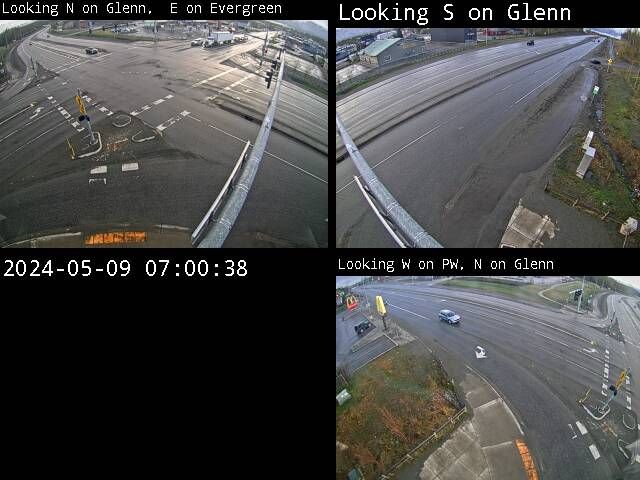 Looking N on Glenn, E on Evergreen
Looking S on Glenn
2024-05-09 07:00:38
Looking W on PW, N on Glenn